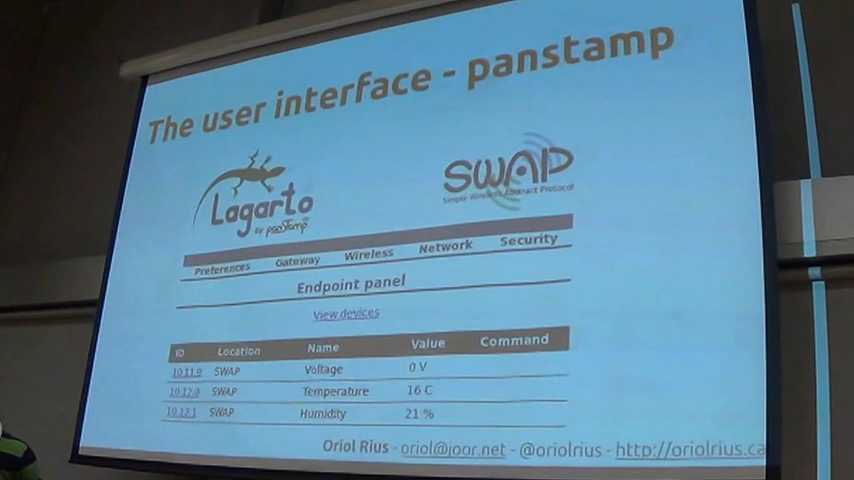 The user interface - panstamp
Lagarto
by panStamp
SWAP
Simple Wireless Abstract Protocol
Preferences Gateway Wireless Network Security
Endpoint panel
View devices
ID Location Name Value Command
10.11.0 SWAP Voltage 0 V
10.12.0 SWAP Temperature 16 C
10.12.1 SWAP Humidity 21 %
Oriol Rius - oriol@joor.net - @oriolrius - http://oriolrius.ca